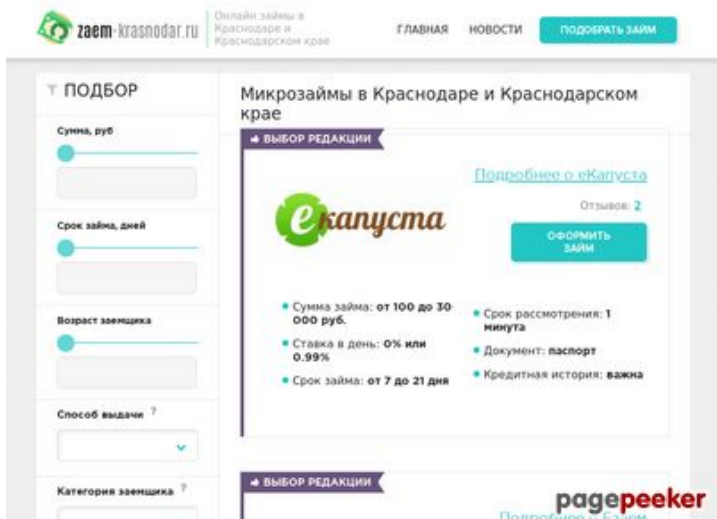 zaem-krasnodar.ru
Онлайн займы в
Краснодаре и
Краснодарском крае
ГЛАВНАЯ
НОВОСТИ
ПОДОБРАТЬ ЗАЙМ
ПОДБОР
Сумма, руб
Срок займа, дней
Возраст заемщика
Способ выдачи ?
Категория заемщика ?
Микрозаймы в Краснодаре и Краснодарском
крае
ВЫБОР РЕДАКЦИИ
екапуста
Подробнее о еКапуста
Отзывов: 2
ОФОРМИТЬ
ЗАЙМ
Сумма займа: от 100 до 30
000 руб.
Ставка в день: 0% или
0.99%
Срок займа: от 7 до 21 дня
Срок рассмотрения: 1
минута
Документ: паспорт
Кредитная история: важна
ВЫБОР РЕДАКЦИИ
Подробнее о
pagepeeker